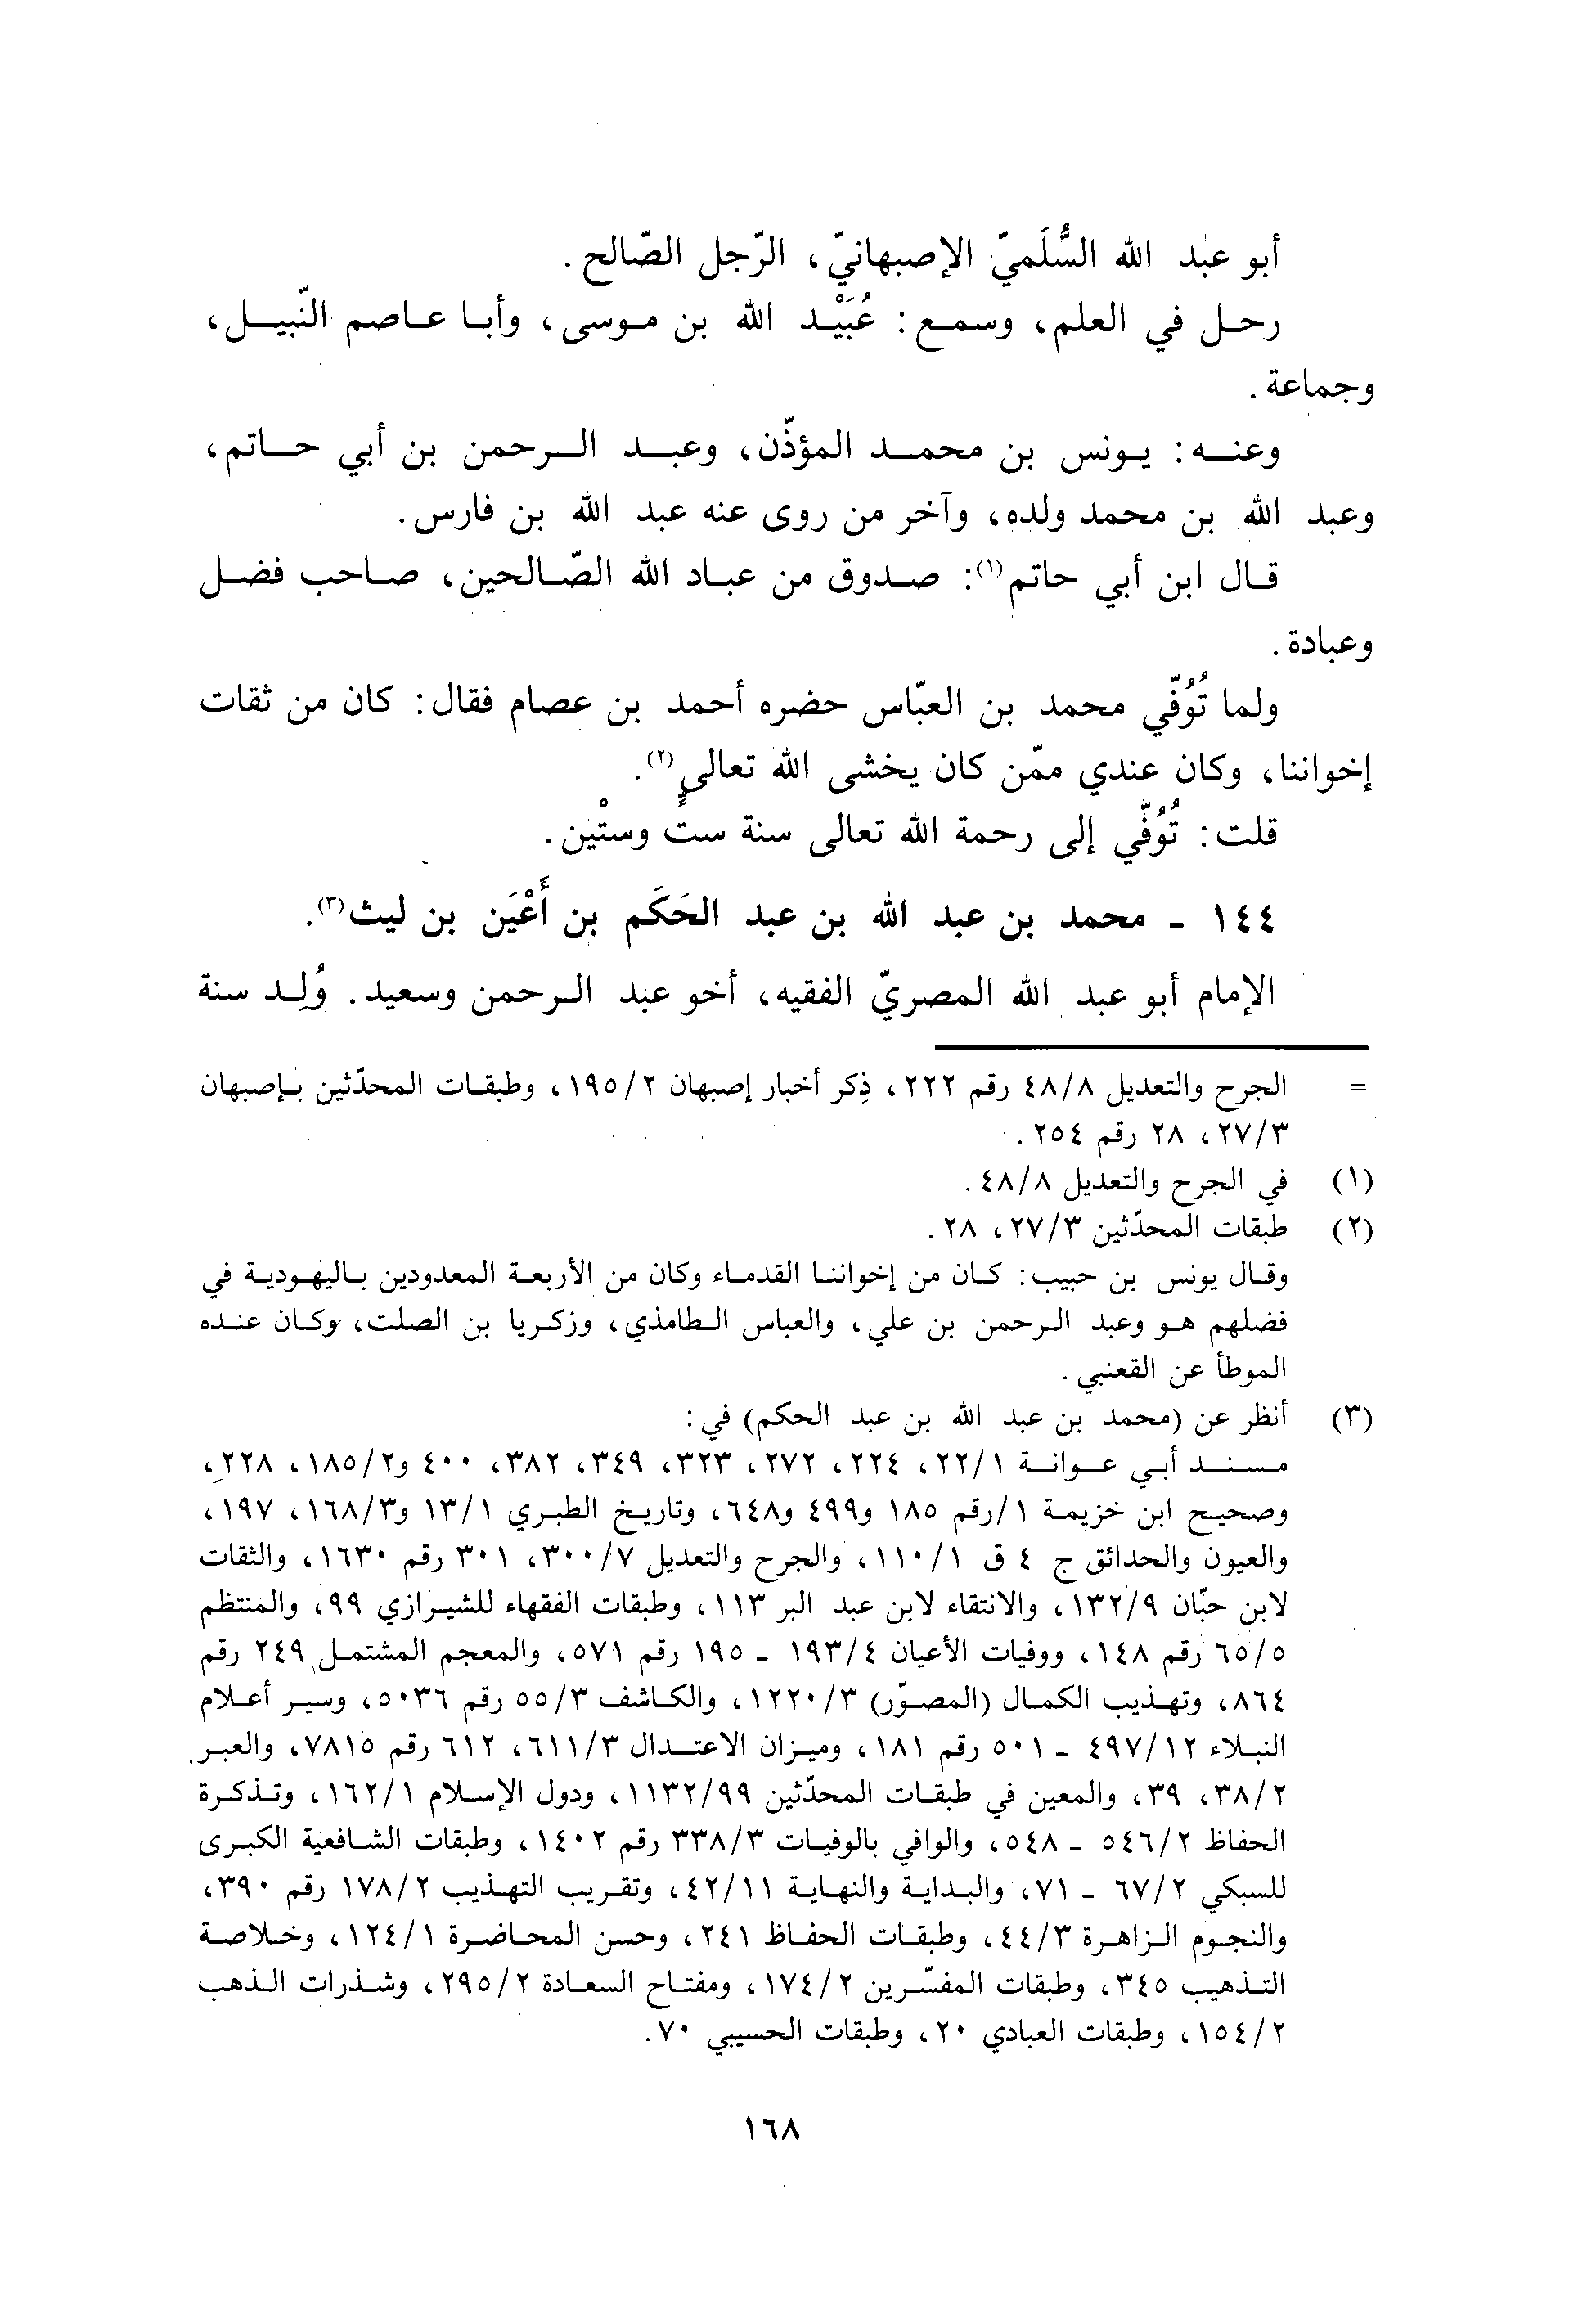 أبو عبد الله السُّلَميّ الإصبهانيّ، الرّجل الصّالح.
رحل في العلم، وسمع: عُبَيْد الله بن موسى، وأبا عاصم النّبيل،
وجماعة.
وعنه: يونس بن محمد المؤذّن، وعبد الرحمن بن أبي حاتم،
وعبد الله بن محمد ولده، وآخر من روى عنه عبد الله بن فارس.
قال ابن أبي حاتم(١): صدوق من عباد الله الصّالحين، صاحب فضل
وعبادة.
ولما تُوُفّي محمد بن العبّاس حضره أحمد بن عصام فقال: كان من ثقات
إخواننا، وكان عندي ممّن كان يخشى الله تعالى(٢).
قلت: تُوُفّي إلى رحمة الله تعالى سنة ستٍّ وستْين.
١٤٤ ـ محمد بن عبد الله بن عبد الحَكَم بن أَعْيَن بن ليث(٣).
الإمام أبو عبد الله المصريّ الفقيه، أخو عبد الرحمن وسعيد. وُلِد سنة
= الجرح والتعديل ٤٨/٨ رقم ٢٢٢، ذِكر أخبار إصبهان ١٩٥/٢، وطبقات المحدّثين بإصبهان
٢٧/٣، ٢٨ رقم ٢٥٤.
(١) في الجرح والتعديل ٤٨/٨.
(٢) طبقات المحدّثين ٢٧/٣، ٢٨.
وقال يونس بن حبيب: كان من إخواننا القدماء وكان من الأربعة المعدودين باليهودية في
فضلهم هو وعبد الرحمن بن علي، والعباس الطامذي، وزكريا بن الصلت، وكان عنده
الموطأ عن القعنبي.
(٣) أنظر عن (محمد بن عبد الله بن عبد الحكم) في:
مسند أبي عوانة ٢٢/١، ٢٢٤، ٢٧٢، ٣٢٣، ٣٤٩، ٣٨٢، ٤٠٠ و١٨٥/٢، ٢٢٨،
وصحيح ابن خزيمة ١/رقم ١٨٥ و٤٩٩ و٦٤٨، وتاريخ الطبري ١٣/١ و١٦٨/٣، ١٩٧،
والعيون والحدائق ج ٤ ق ١١٠/١، والجرح والتعديل ٣٠٠/٧، ٣٠١ رقم ١٦٣٠، والثقات
لابن حبّان ١٣٢/٩، والانتقاء لابن عبد البر ١١٣، وطبقات الفقهاء للشيرازي ٩٩، والمنتظم
٦٥/٥ رقم ١٤٨، ووفيات الأعيان ١٩٣/٤ ـ ١٩٥ رقم ٥٧١، والمعجم المشتمل ٢٤٩ رقم
٨٦٤، وتهذيب الكمال (المصوّر) ١٢٢٠/٣، والكاشف ٥٥/٣ رقم ٥٠٣٦، وسير أعلام
النبلاء ٤٩٧/١٢ ـ ٥٠١ رقم ١٨١، وميزان الاعتدال ٦١١/٣، ٦١٢ رقم ٧٨١٥، والعبر
٣٨/٢، ٣٩، والمعين في طبقات المحدّثين ١١٣٢/٩٩، ودول الإسلام ١٦٢/١، وتذكرة
الحفاظ ٥٤٦/٢ ـ ٥٤٨، والوافي بالوفيات ٣٣٨/٣ رقم ١٤٠٢، وطبقات الشافعية الكبرى
للسبكي ٦٧/٢ ـ ٧١، والبداية والنهاية ٤٢/١١، وتقريب التهذيب ١٧٨/٢ رقم ٣٩٠،
والنجوم الزاهرة ٤٤/٣، وطبقات الحفاظ ٢٤١، وحسن المحاضرة ١٢٤/١، وخلاصة
التذهيب ٣٤٥، وطبقات المفسّرين ١٧٤/٢، ومفتاح السعادة ٢٩٥/٢، وشذرات الذهب
١٥٤/٢، وطبقات العبادي ٢٠، وطبقات الحسيبي ٧٠.
١٦٨